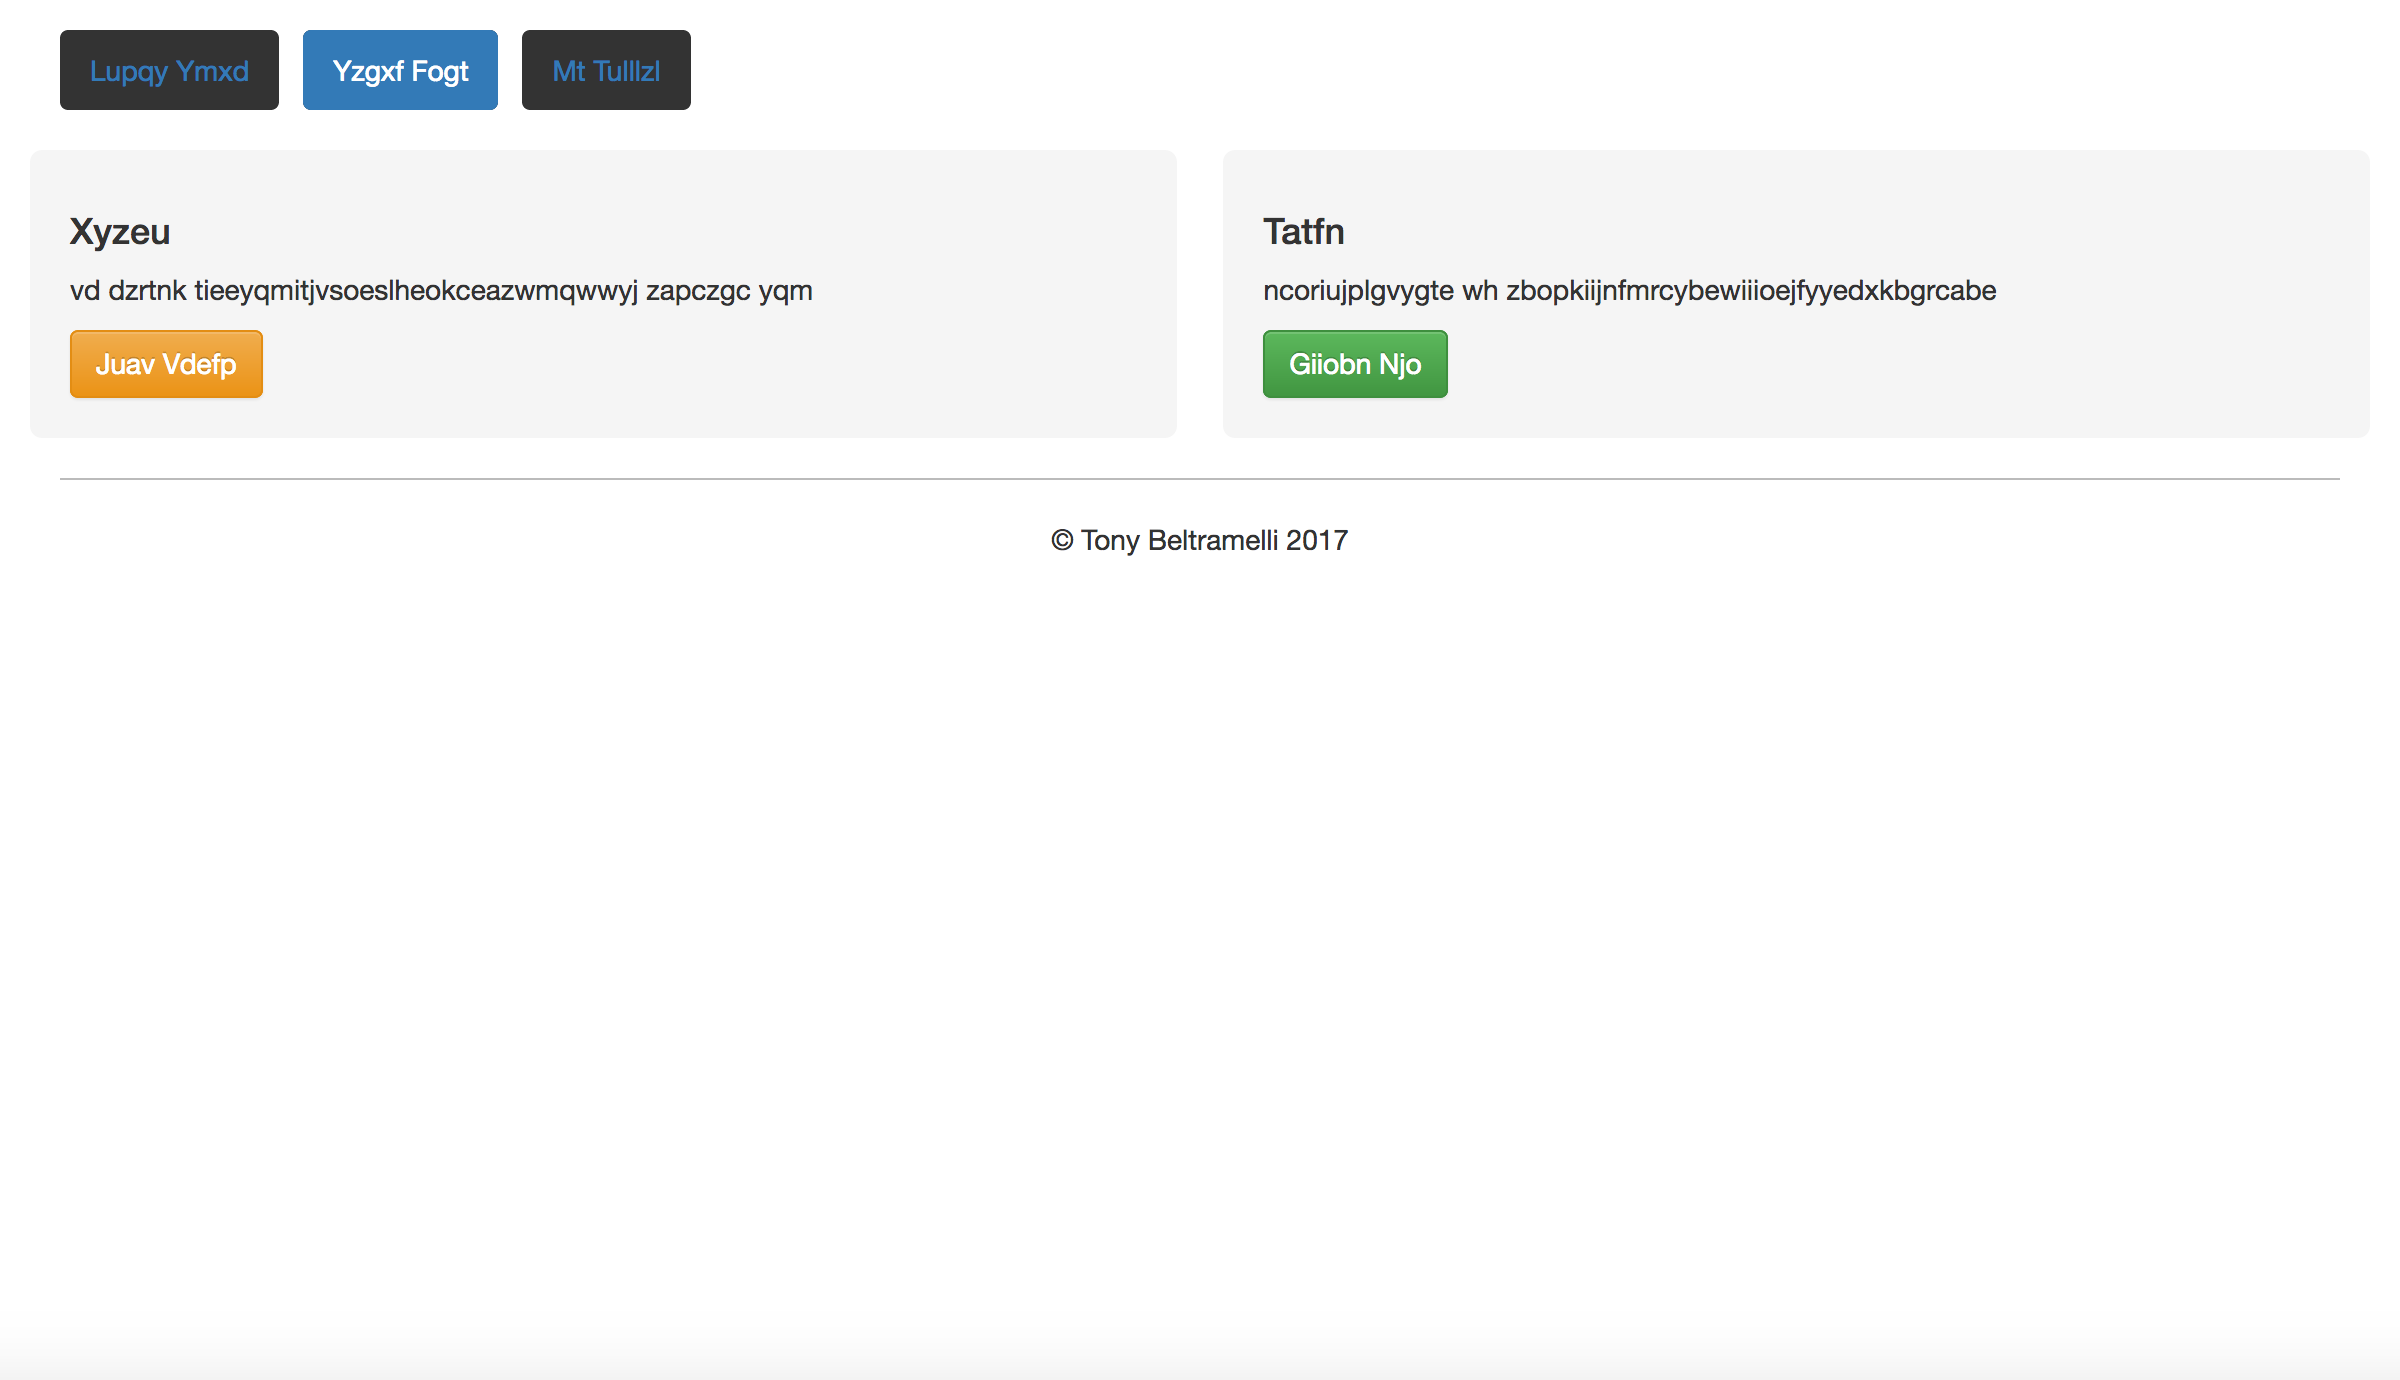 Lupqy Ymxd Yzgxf Fogt Mt Tulllzl
Xyzeu
vd dzrtnk tieeyqmitjvsoeslheokceazwmqwwyj zapczgc yqm
Juav Vdefp
Tatfn
ncoriujplgvygte wh zbopkiijnfmrcybewiiioejfyyedxkbgrcabe
Giiobn Njo
© Tony Beltramelli 2017